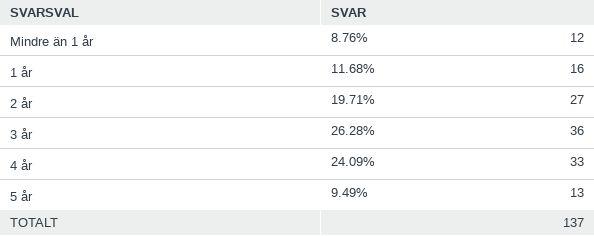 SVARSVAL SVAR
Mindre än 1 år 8.76% 12
1 år 11.68% 16
2 år 19.71% 27
3 år 26.28% 36
4 år 24.09% 33
5 år 9.49% 13
TOTALT 137